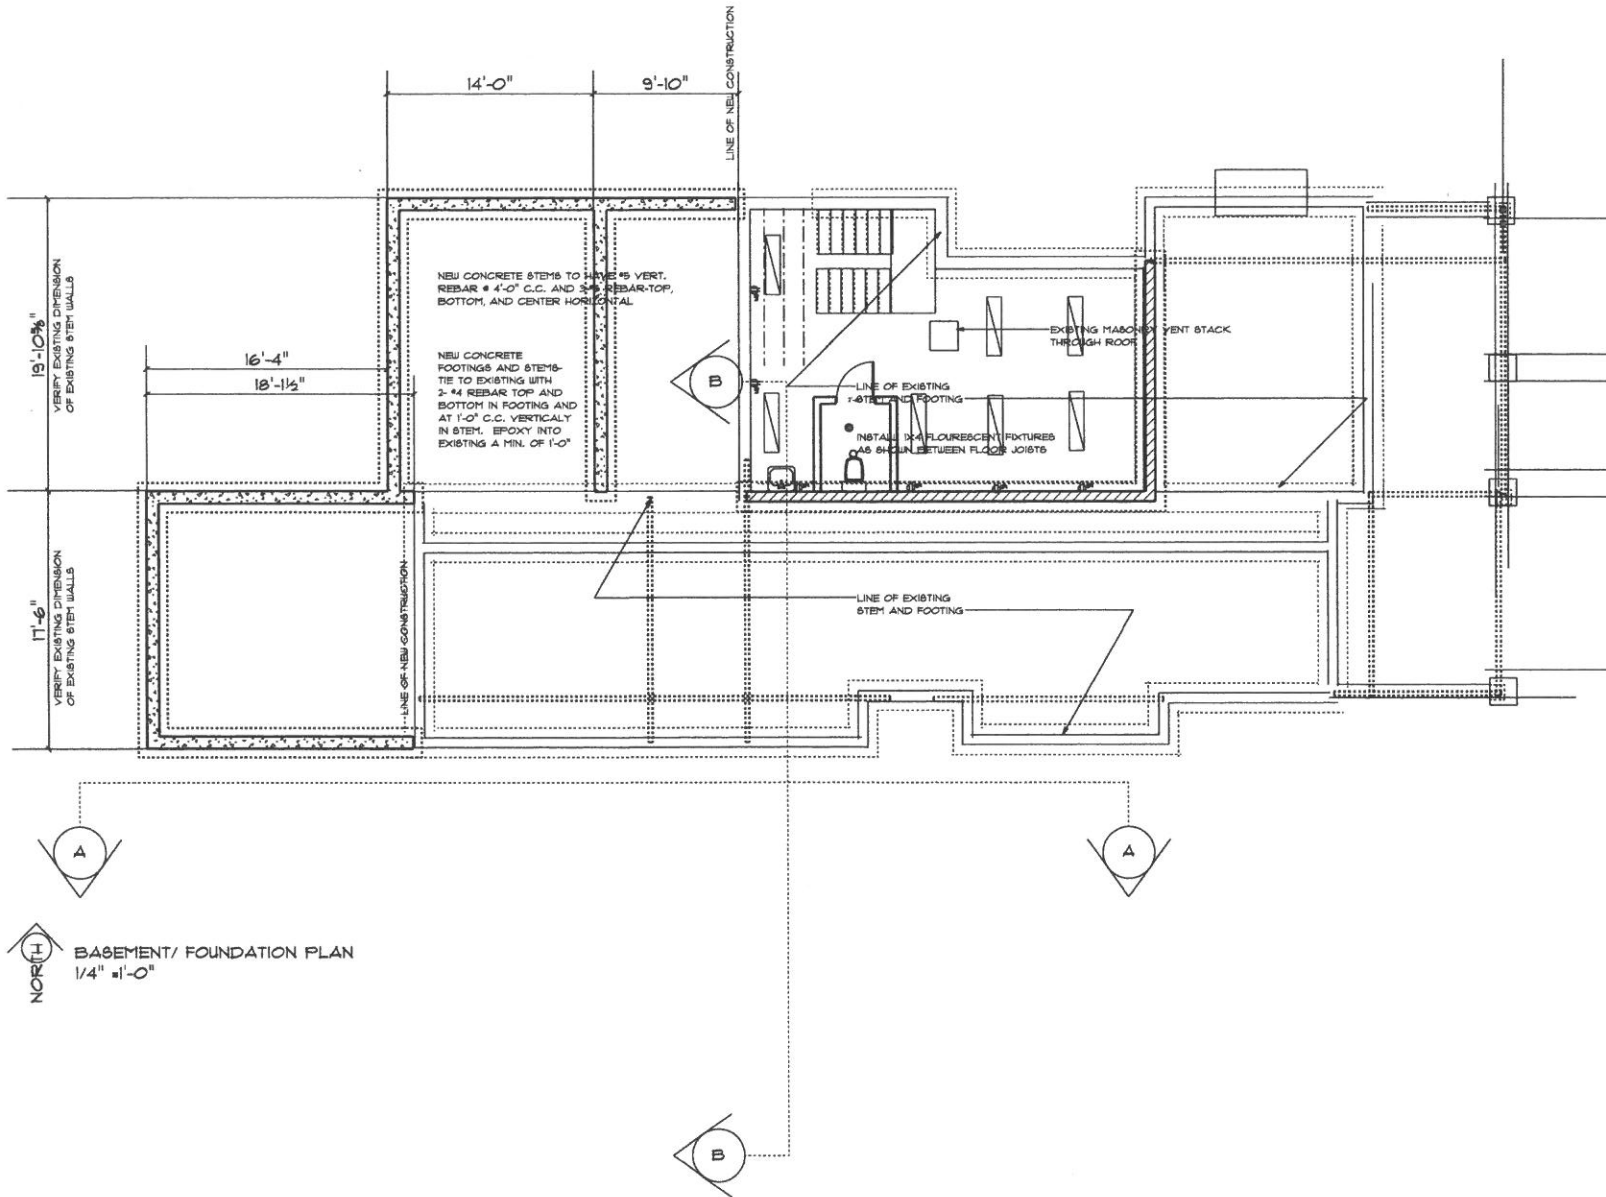 LINE OF NEW CONSTRUCTION
14'-0"
9'-10"
19'-10⅝"
VERIFY EXISTING DIMENSION
OF EXISTING STEM WALLS
16'-4"
18'-1½"
NEW CONCRETE STEMS TO HAVE #5 VERT.
REBAR @ 4'-0" C.C. AND REBAR-TOP,
BOTTOM, AND CENTER HORIZONTAL
NEW CONCRETE
FOOTINGS AND STEMS-
TIE TO EXISTING WITH
2- #4 REBAR TOP AND
BOTTOM IN FOOTING AND
AT 1'-0" C.C. VERTICALY
IN STEM. EPOXY INTO
EXISTING A MIN. OF 1'-0"
B
EXISTING MASONRY VENT STACK
THROUGH ROOF
LINE OF EXISTING
STEM AND FOOTING
INSTALL 1X4 FLOURESCENT FIXTURES
AS SHOWN BETWEEN FLOOR JOISTS
17'-6"
VERIFY EXISTING DIMENSION
OF EXISTING STEM WALLS
LINE OF NEW CONSTRUCTION
LINE OF EXISTING
STEM AND FOOTING
A
A
NORTH
BASEMENT/ FOUNDATION PLAN
1/4" =1'-0"
B